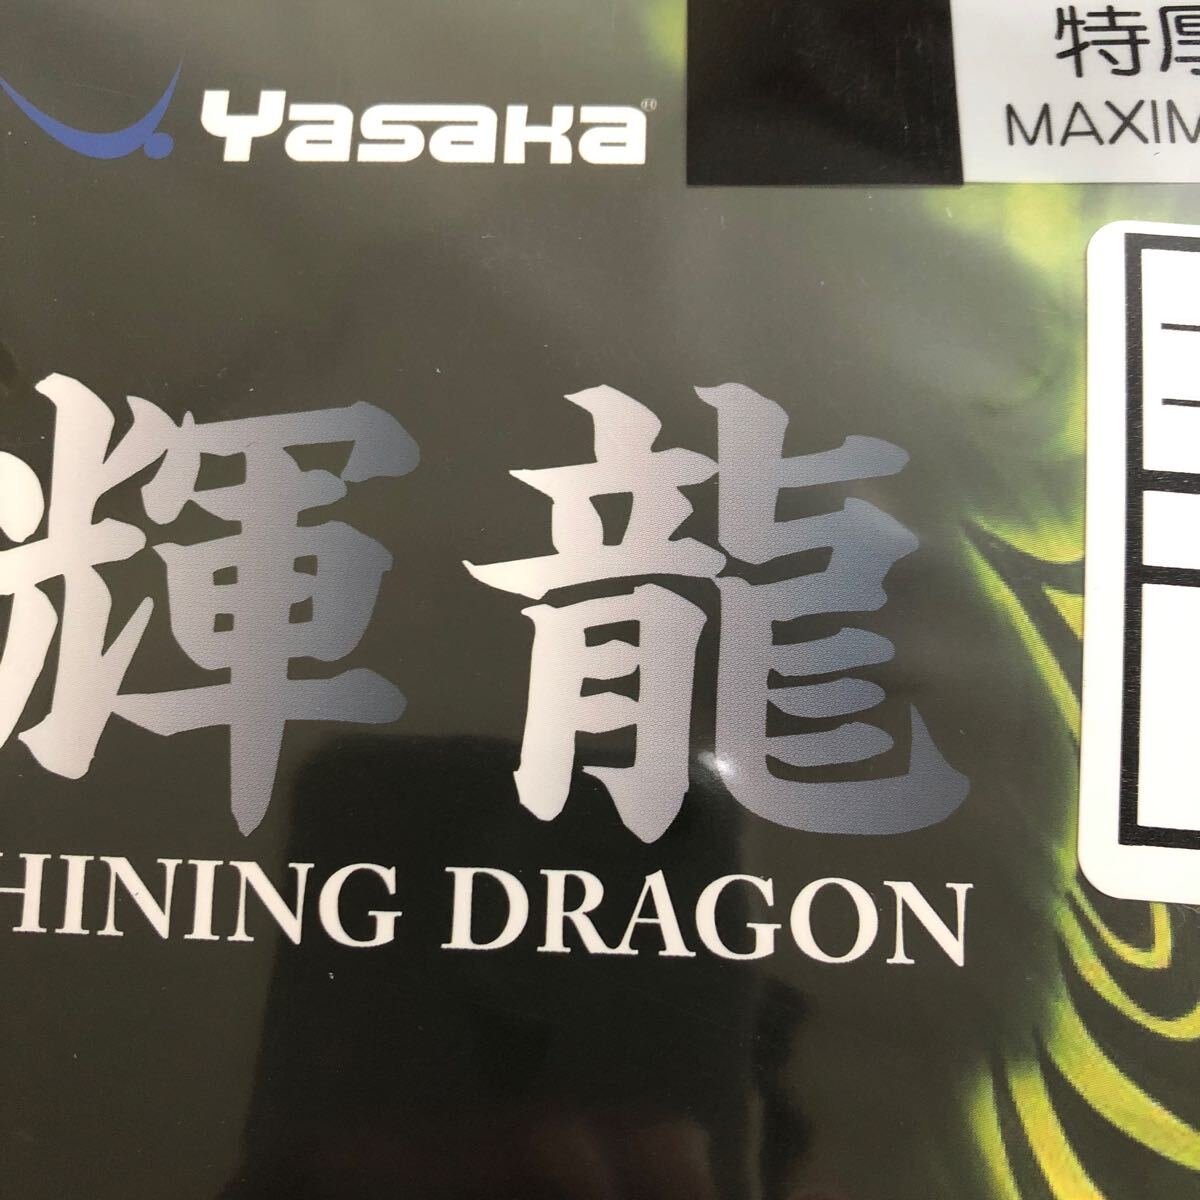 Yasaka®
特厚
MAXIM
輝龍
HINING DRAGON